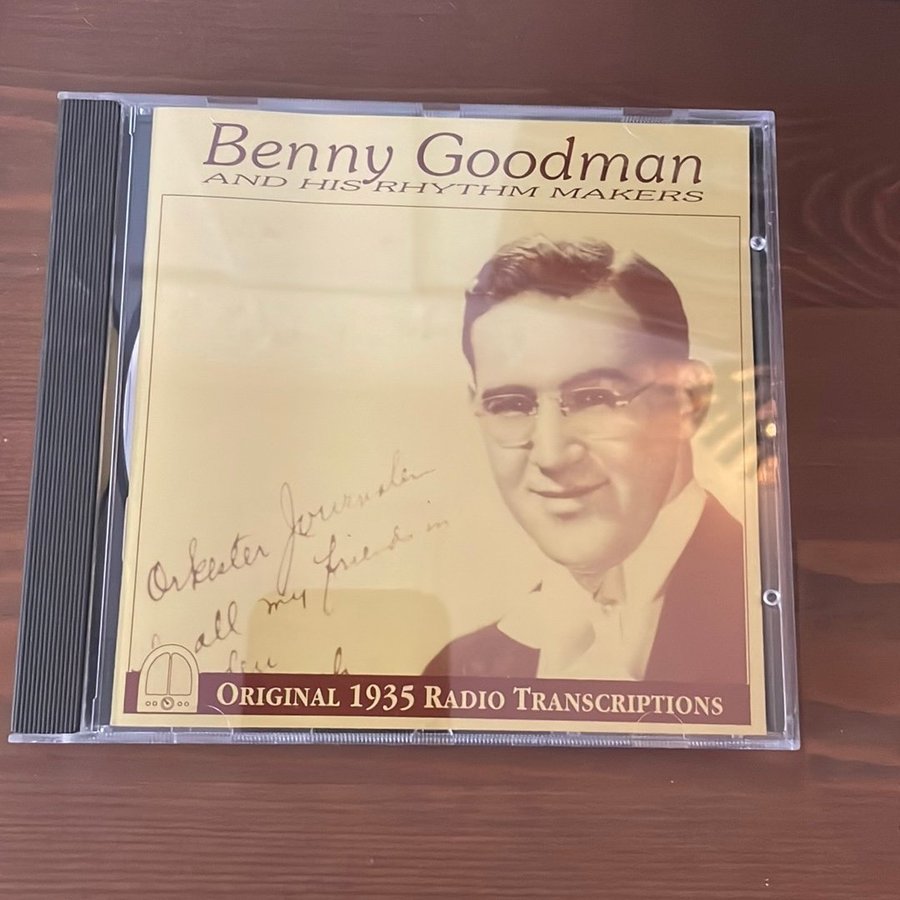 Benny Goodman
AND HIS RHYTHM MAKERS
Orkester Journalen
all my friends in
ORIGINAL 1935 RADIO TRANSCRIPTIONS